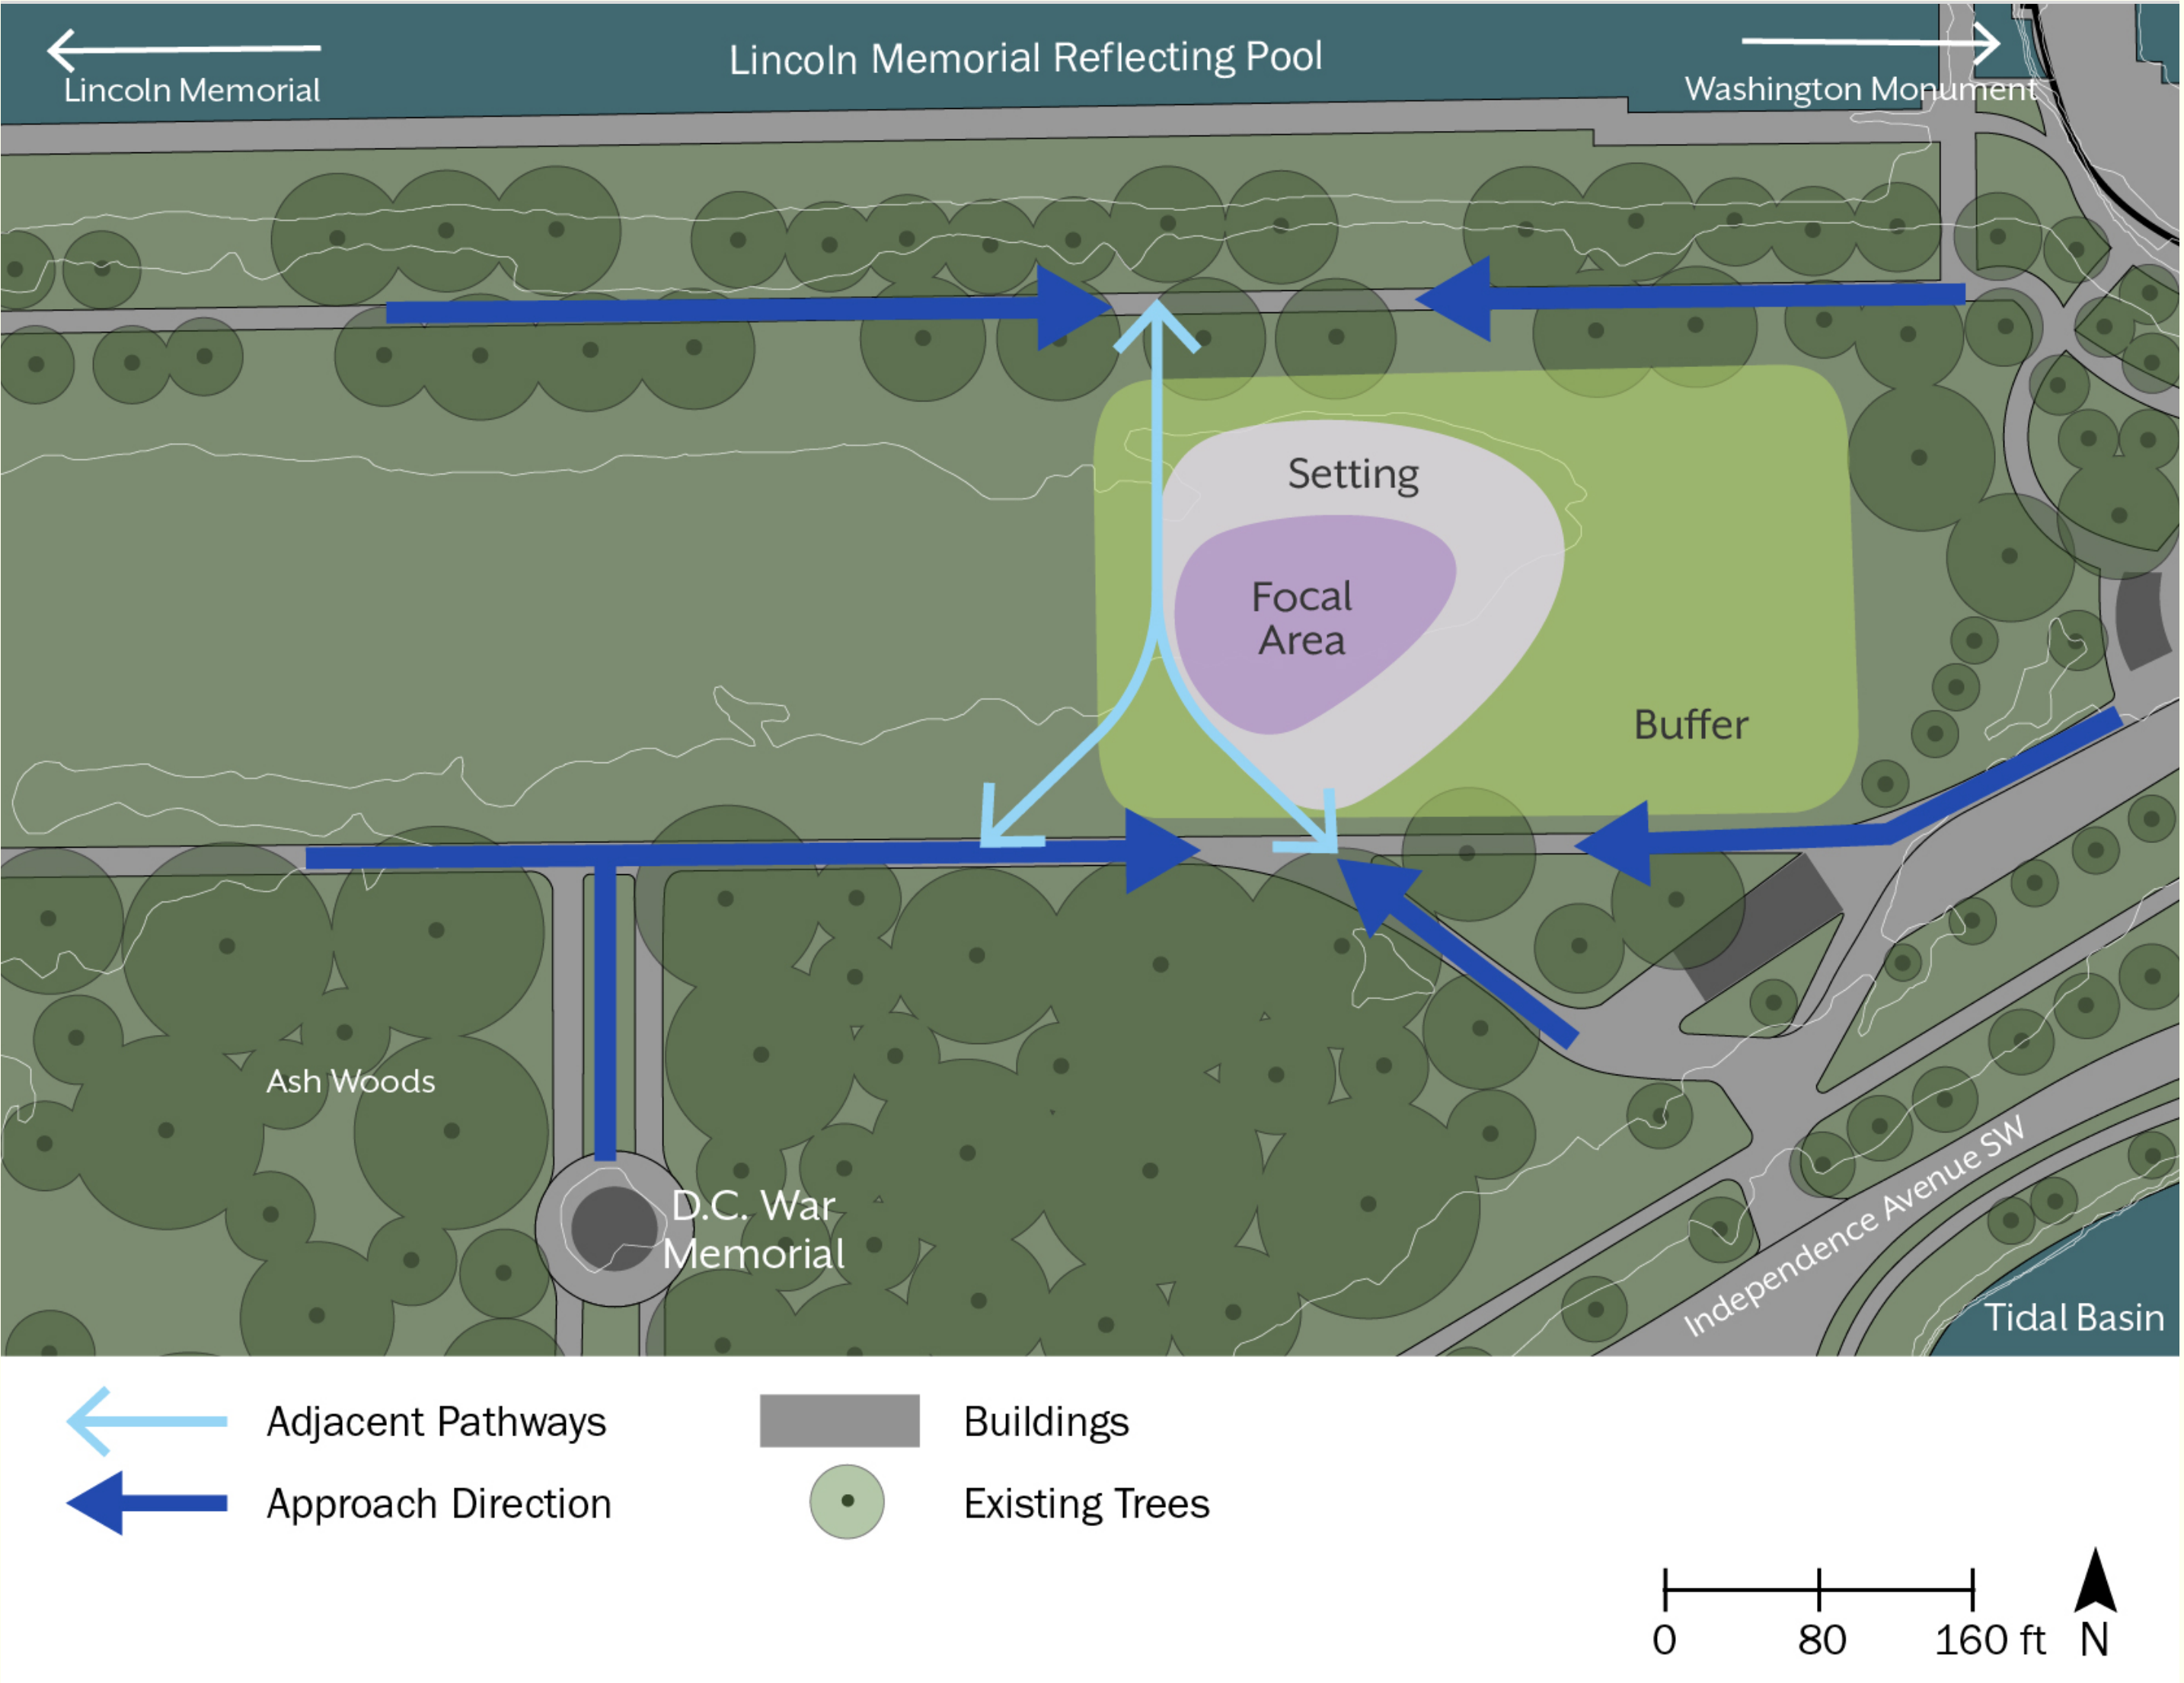 Lincoln Memorial Reflecting Pool
Lincoln Memorial
Washington Monument
Setting
Focal
Area
Buffer
Ash Woods
D.C. War
Memorial
Independence Avenue SW
Tidal Basin
Adjacent Pathways
Buildings
Approach Direction
Existing Trees
0 80 160 ft N